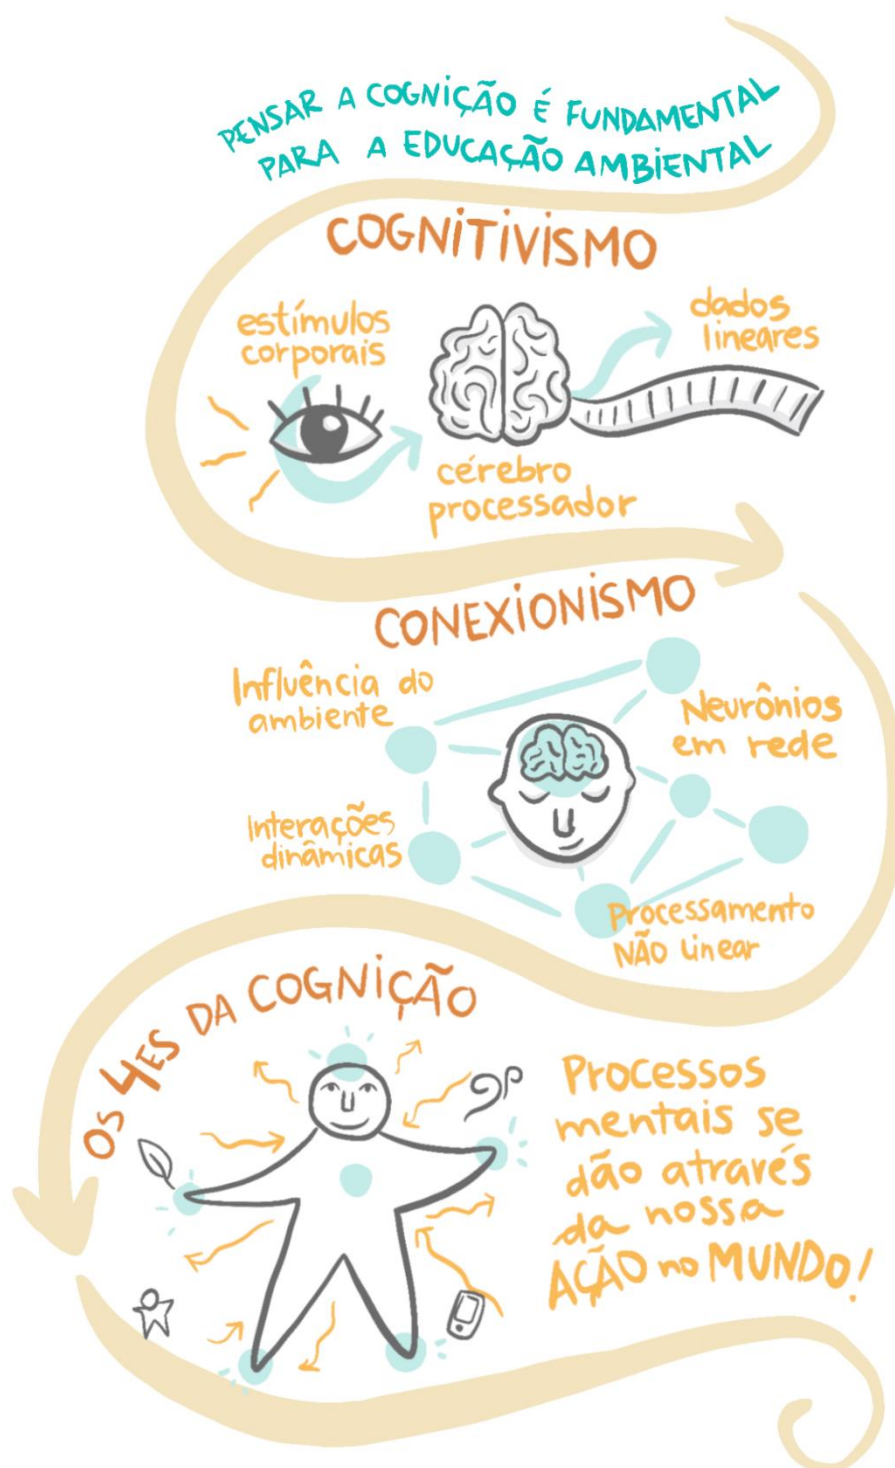 PENSAR A COGNIÇÃO É FUNDAMENTAL
PARA A EDUCAÇÃO AMBIENTAL
COGNITIVISMO
estímulos
corporais
dados
lineares
cérebro
processador
CONEXIONISMO
Influência do
ambiente
Neurônios
em rede
Interações
dinâmicas
Processamento
NÃO linear
OS 4ES DA COGNIÇÃO
Processos
mentais se
dão através
da nossa
AÇÃO no MUNDO!